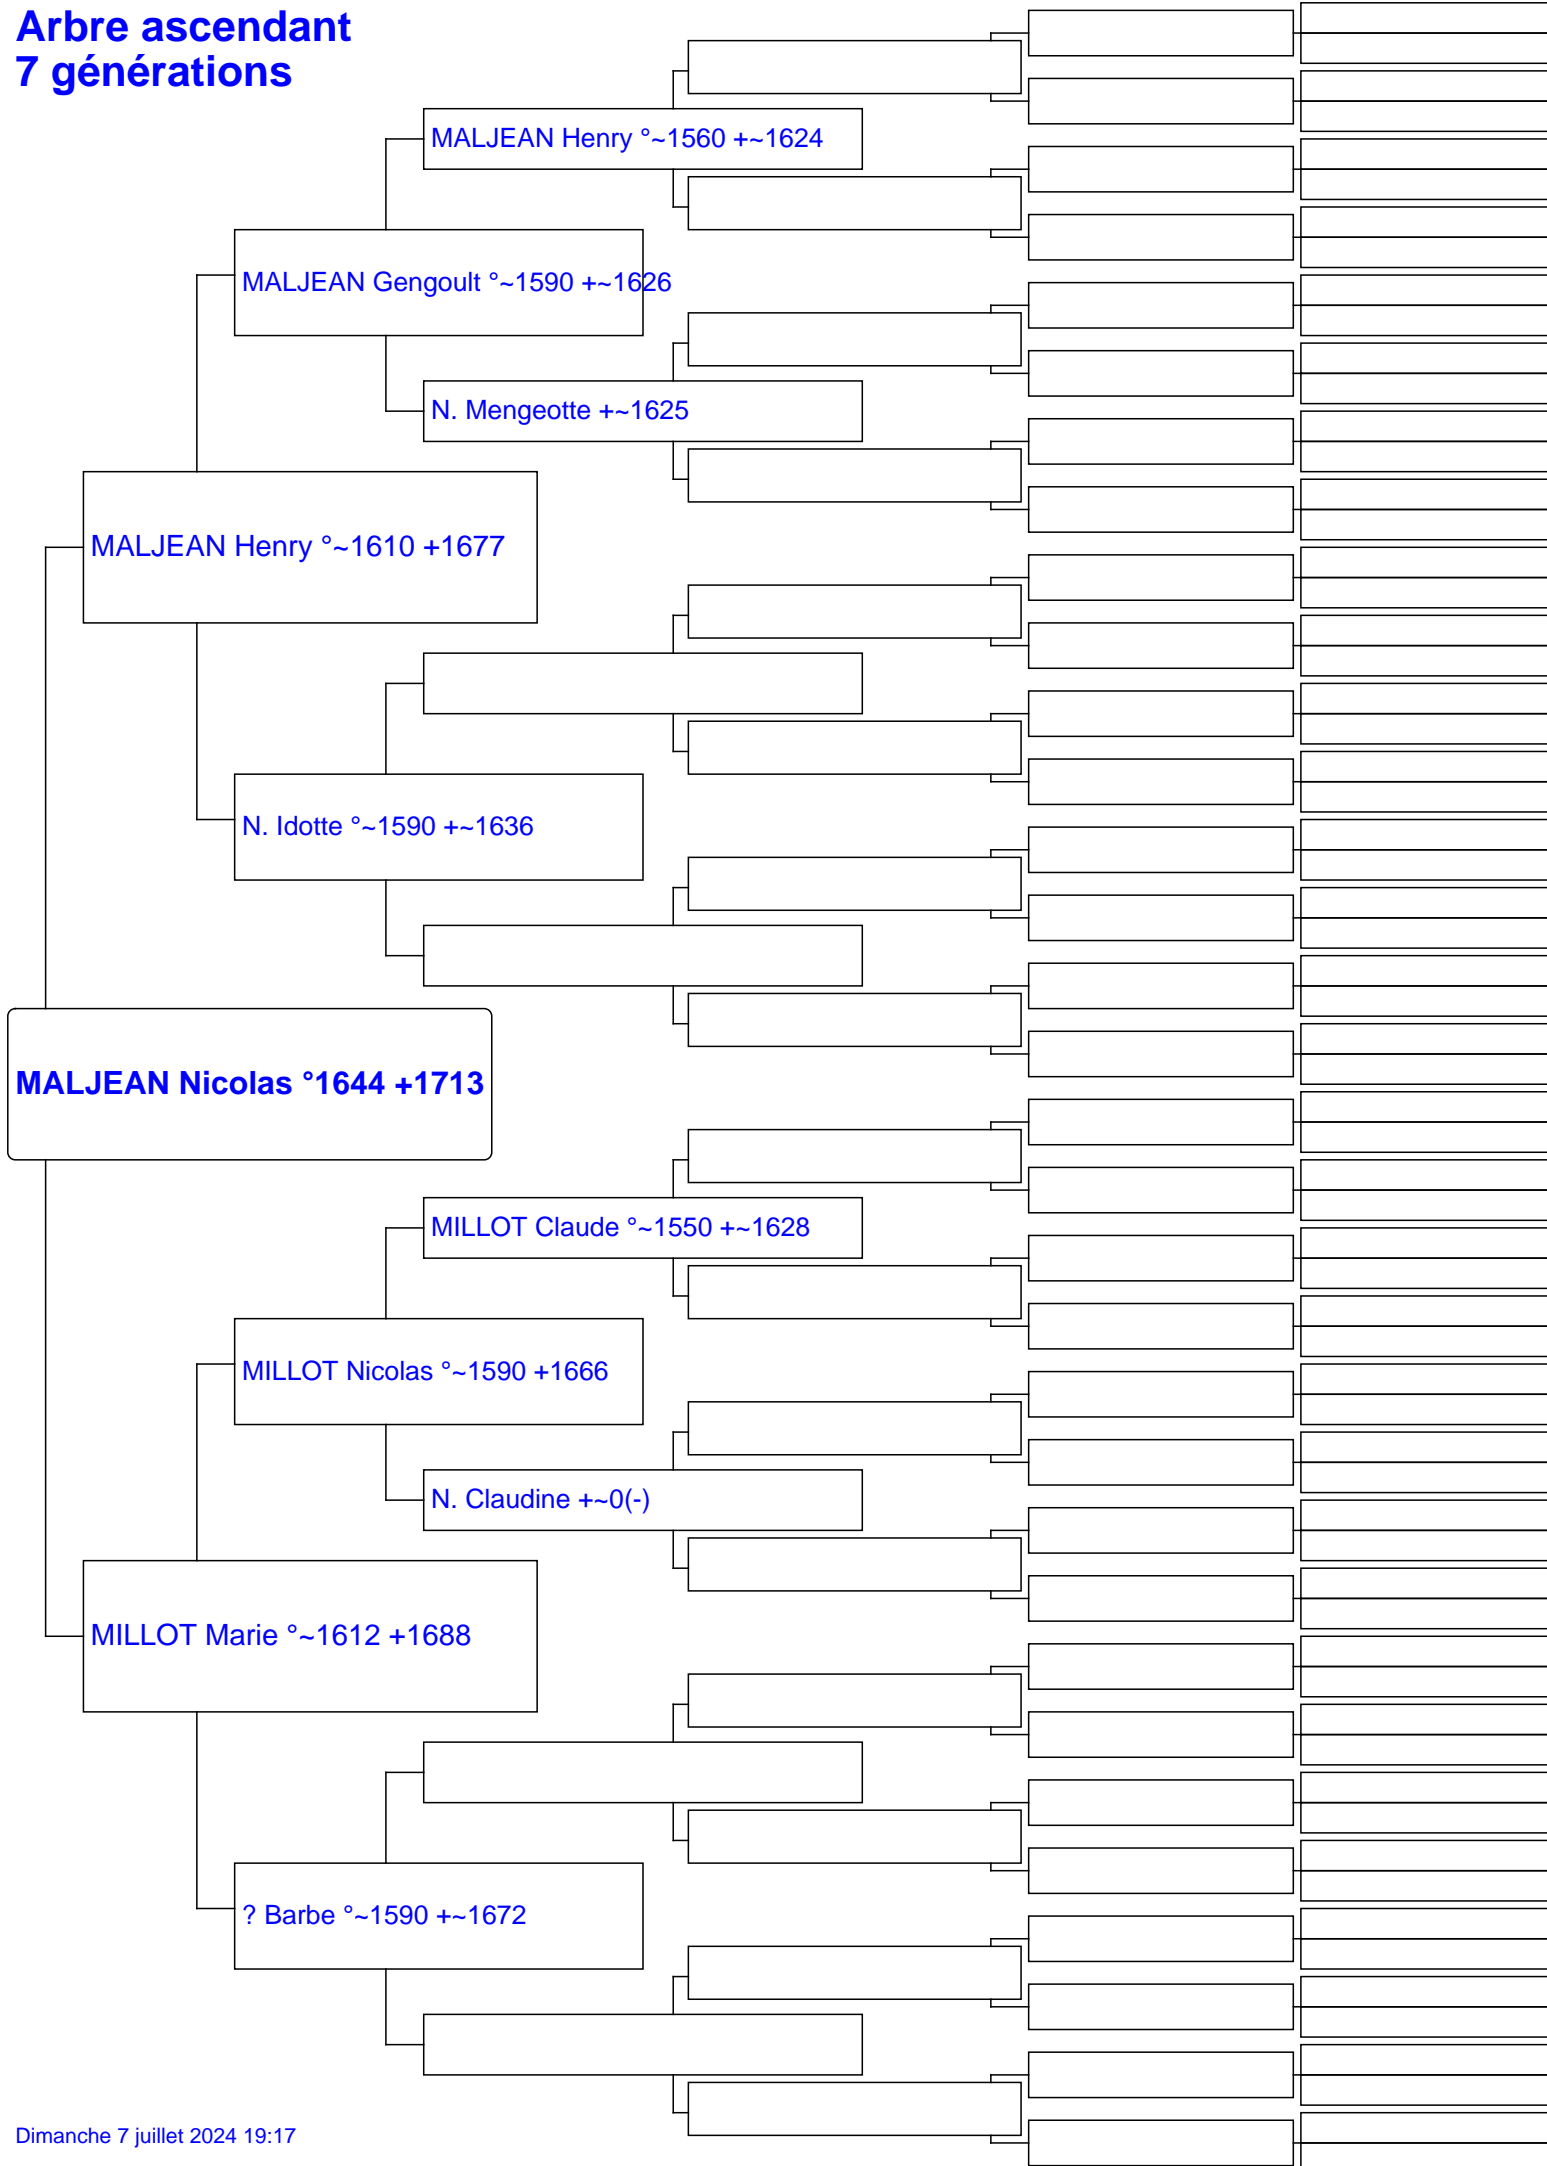 Arbre ascendant
7 générations
MALJEAN Henry °~1560 +~1624
MALJEAN Gengoult °~1590 +~1626
N. Mengeotte +~1625
MALJEAN Henry °~1610 +1677
N. Idotte °~1590 +~1636
MALJEAN Nicolas °1644 +1713
MILLOT Claude °~1550 +~1628
MILLOT Nicolas °~1590 +1666
N. Claudine +~0(-)
MILLOT Marie °~1612 +1688
? Barbe °~1590 +~1672
Dimanche 7 juillet 2024 19:17